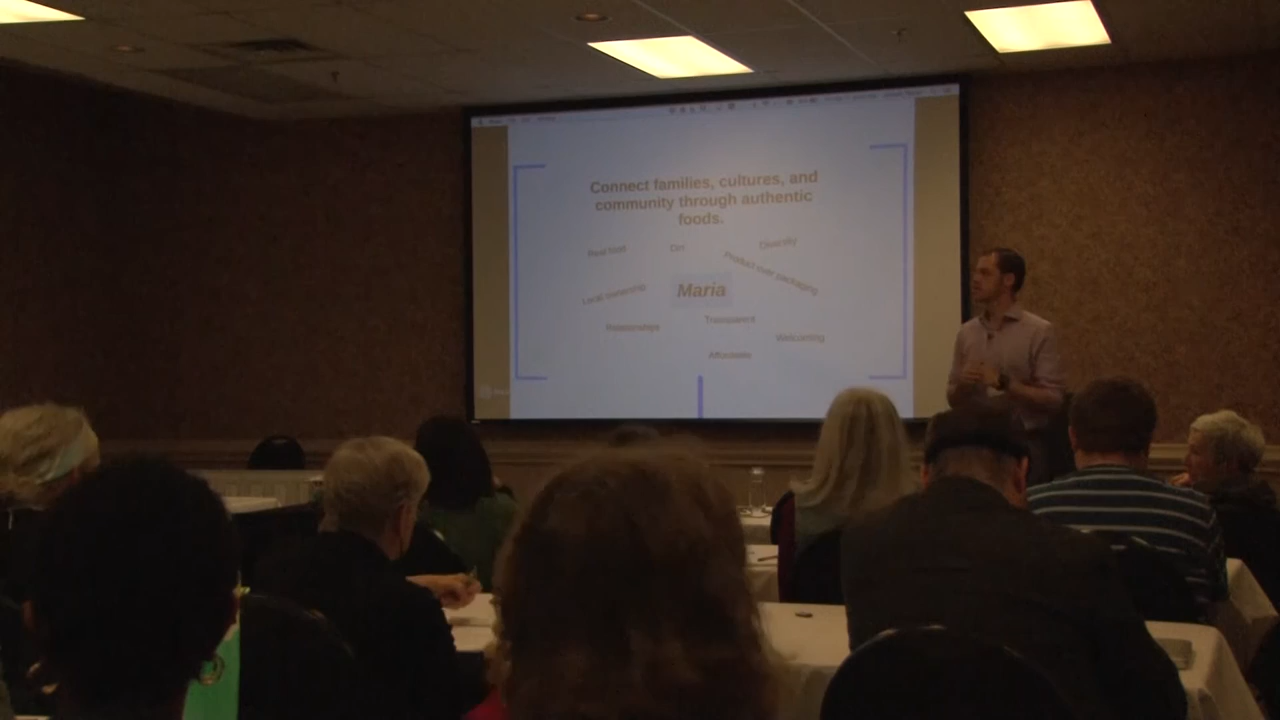 Connect families, cultures, and
community through authentic
foods.
Real food
Diversity
Product over packaging
Local ownership
Maria
Transparent
Relationships
Welcoming
Affordable